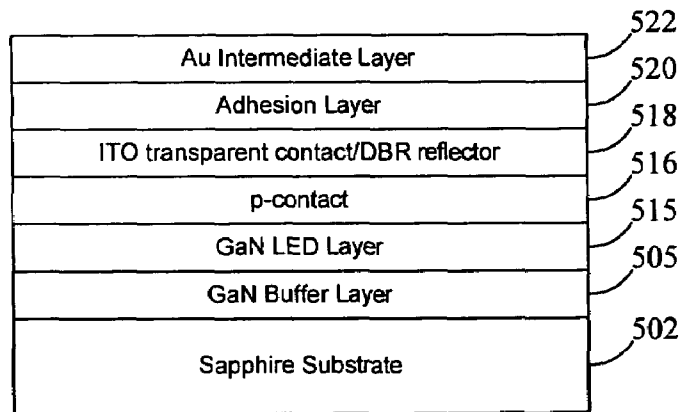 522
Au Intermediate Layer
520
Adhesion Layer
518
ITO transparent contact/DBR reflector
516
p-contact
515
GaN LED Layer
505
GaN Buffer Layer
502
Sapphire Substrate